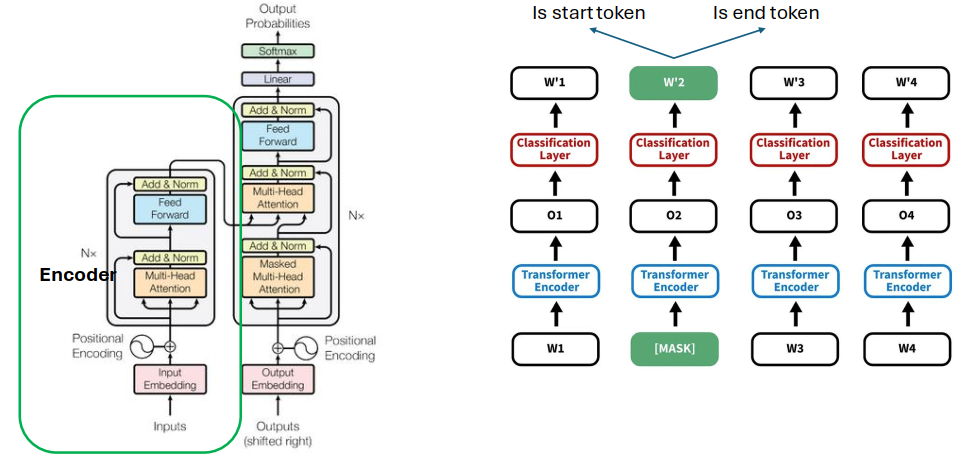 Output
Probabilities
Softmax
Linear
Add & Norm
Feed
Forward
Add & Norm
Multi-Head
Attention
Nx
Add & Norm
Masked
Multi-Head
Attention
Positional
Encoding
Output
Embedding
Outputs
(shifted right)
Add & Norm
Feed
Forward
Nx
Encoder
Add & Norm
Multi-Head
Attention
Positional
Encoding
Input
Embedding
Inputs
Is start token
Is end token
W'1
W'2
W'3
W'4
Classification
Layer
Classification
Layer
Classification
Layer
Classification
Layer
O1
O2
O3
O4
Transformer
Encoder
Transformer
Encoder
Transformer
Encoder
Transformer
Encoder
W1
[MASK]
W3
W4